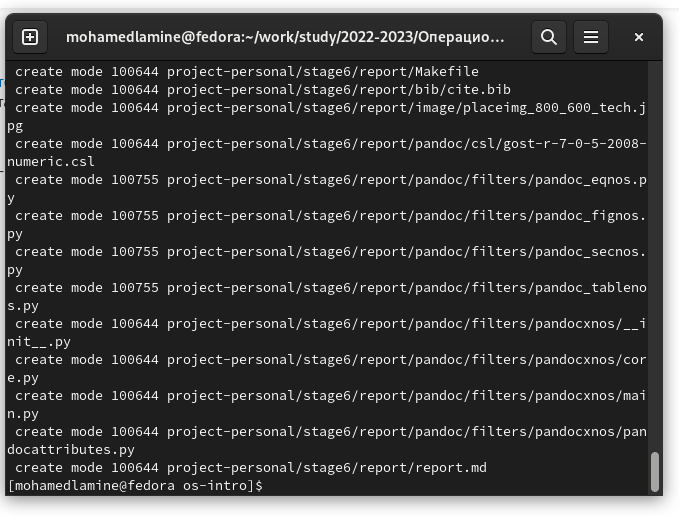 mohamedlamine@fedora:~/work/study/2022-2023/Операцио...
create mode 100644 project-personal/stage6/report/Makefile
create mode 100644 project-personal/stage6/report/bib/cite.bib
create mode 100644 project-personal/stage6/report/image/placeimg_800_600_tech.j
pg
create mode 100644 project-personal/stage6/report/pandoc/csl/gost-r-7-0-5-2008-
numeric.csl
create mode 100755 project-personal/stage6/report/pandoc/filters/pandoc_eqnos.p
y
create mode 100755 project-personal/stage6/report/pandoc/filters/pandoc_fignos.
py
create mode 100755 project-personal/stage6/report/pandoc/filters/pandoc_secnos.
py
create mode 100755 project-personal/stage6/report/pandoc/filters/pandoc_tableno
s.py
create mode 100644 project-personal/stage6/report/pandoc/filters/pandocxnos/__i
nit__.py
create mode 100644 project-personal/stage6/report/pandoc/filters/pandocxnos/cor
e.py
create mode 100644 project-personal/stage6/report/pandoc/filters/pandocxnos/mai
n.py
create mode 100644 project-personal/stage6/report/pandoc/filters/pandocxnos/pan
docattributes.py
create mode 100644 project-personal/stage6/report/report.md
[mohamedlamine@fedora os-intro]$